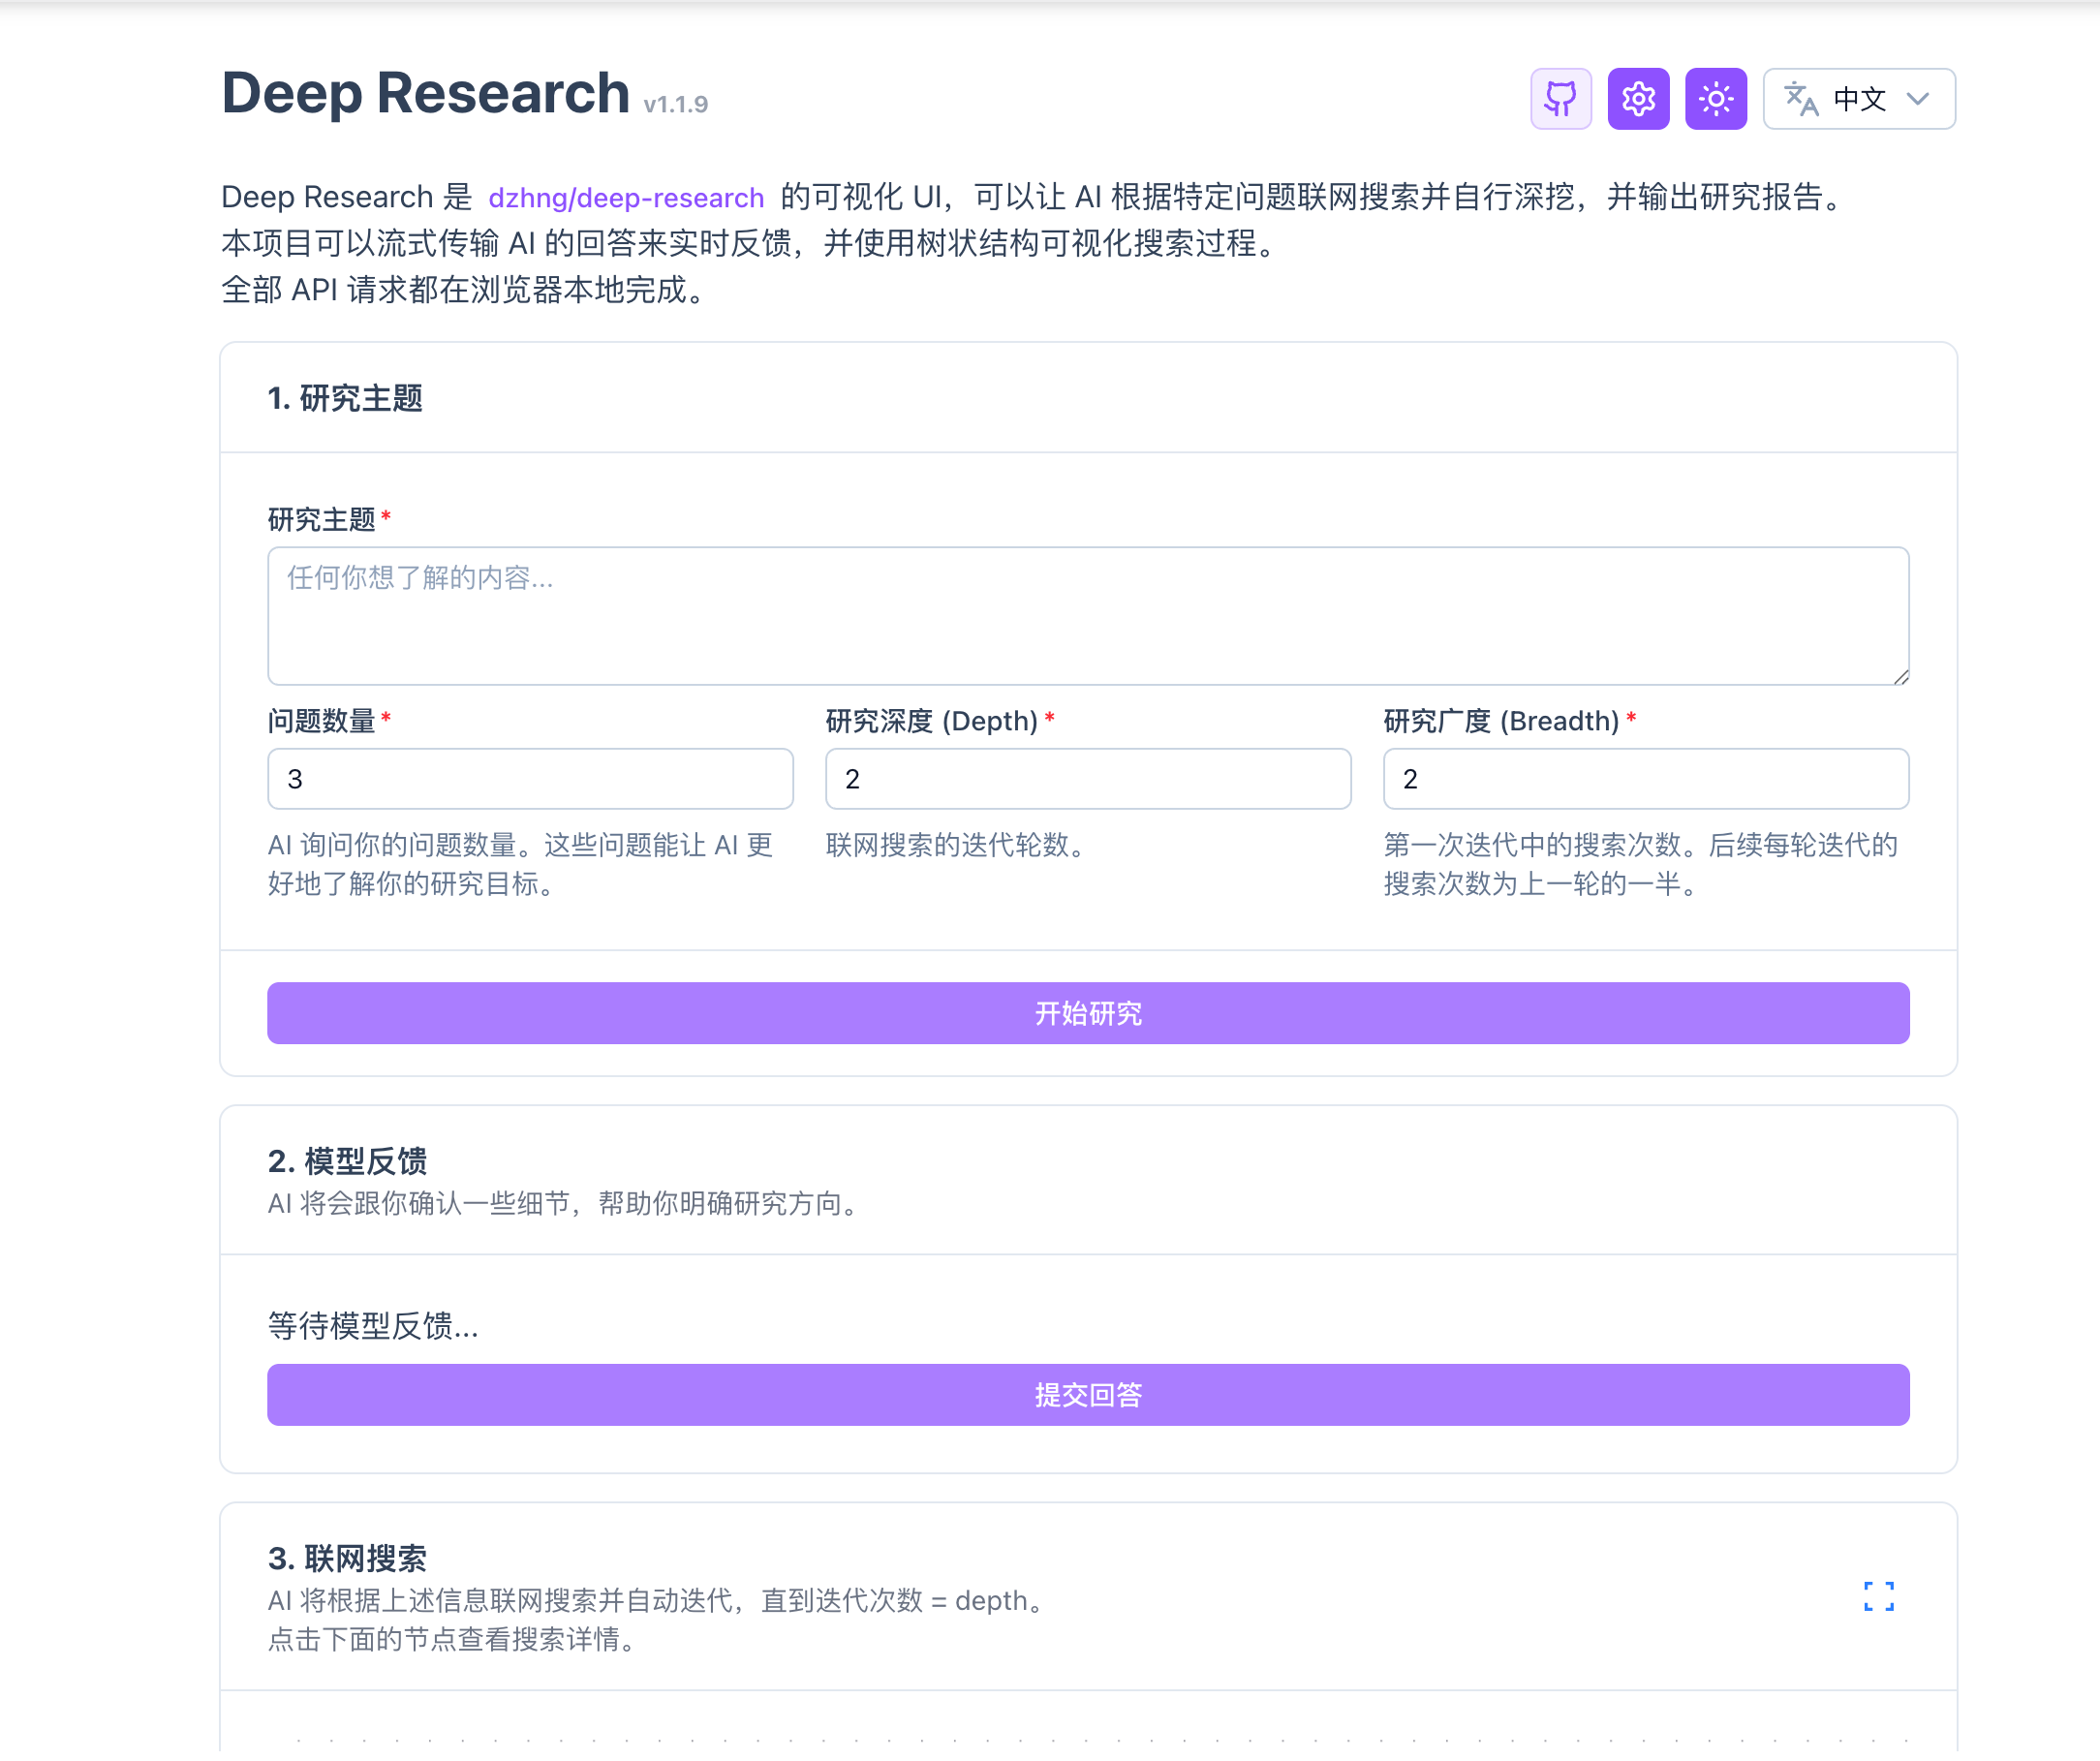 Deep Research v1.1.9
中文
Deep Research 是 dzhng/deep-research 的可视化 UI，可以让 AI 根据特定问题联网搜索并自行深挖，并输出研究报告。
本项目可以流式传输 AI 的回答来实时反馈，并使用树状结构可视化搜索过程。
全部 API 请求都在浏览器本地完成。
1. 研究主题
研究主题*
任何你想了解的内容...
问题数量*
3
AI 询问你的问题数量。这些问题能让 AI 更
好地了解你的研究目标。
研究深度 (Depth)*
2
联网搜索的迭代轮数。
研究广度 (Breadth)*
2
第一次迭代中的搜索次数。后续每轮迭代的
搜索次数为上一轮的一半。
开始研究
2. 模型反馈
AI 将会跟你确认一些细节，帮助你明确研究方向。
等待模型反馈...
提交回答
3. 联网搜索
AI 将根据上述信息联网搜索并自动迭代，直到迭代次数 = depth。
点击下面的节点查看搜索详情。